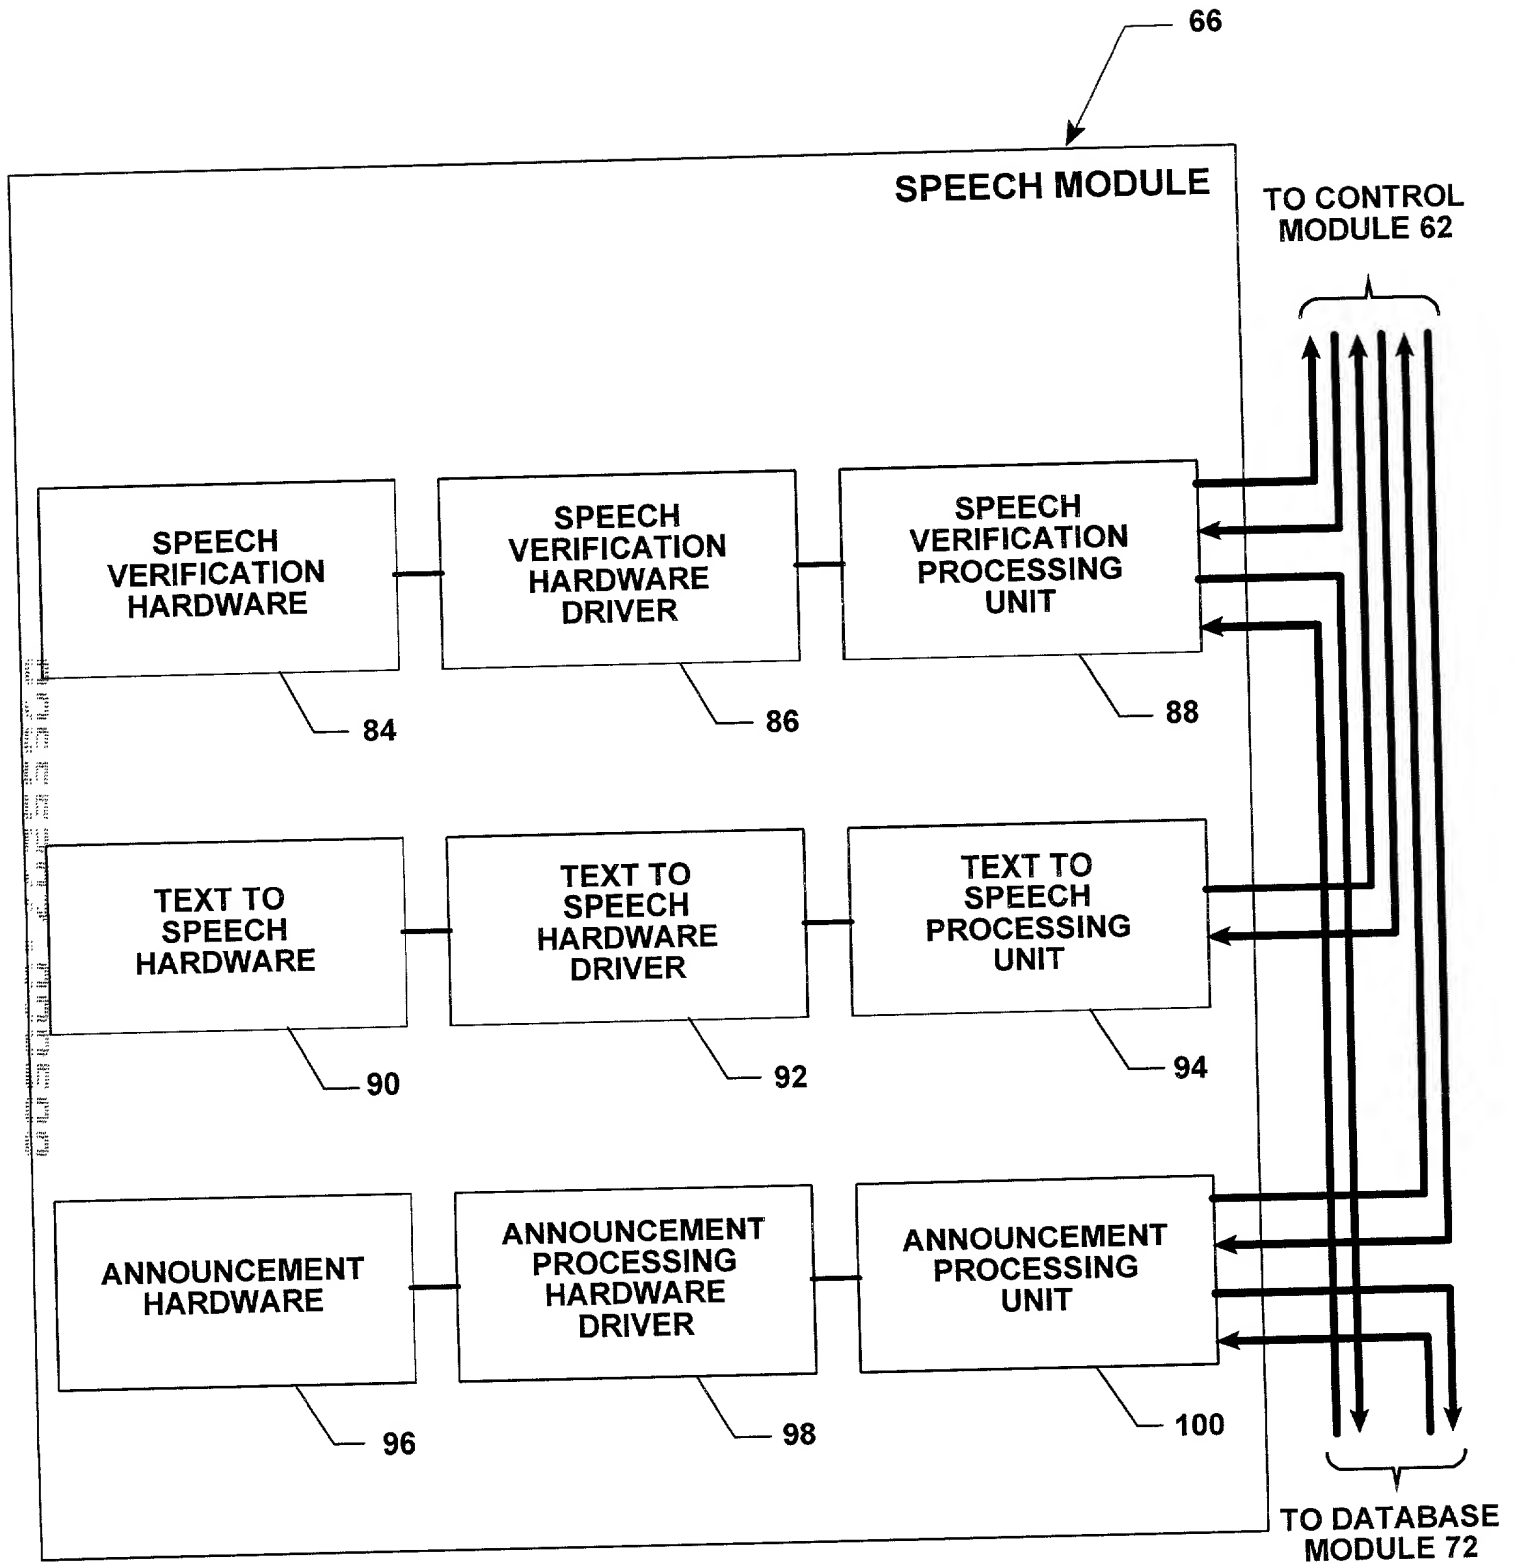 66
SPEECH MODULE
TO CONTROL
MODULE 62
SPEECH
VERIFICATION
HARDWARE
84
SPEECH
VERIFICATION
HARDWARE
DRIVER
86
SPEECH
VERIFICATION
PROCESSING
UNIT
88
TEXT TO
SPEECH
HARDWARE
90
TEXT TO
SPEECH
HARDWARE
DRIVER
92
TEXT TO
SPEECH
PROCESSING
UNIT
94
ANNOUNCEMENT
HARDWARE
96
ANNOUNCEMENT
PROCESSING
HARDWARE
DRIVER
98
ANNOUNCEMENT
PROCESSING
UNIT
100
TO DATABASE
MODULE 72